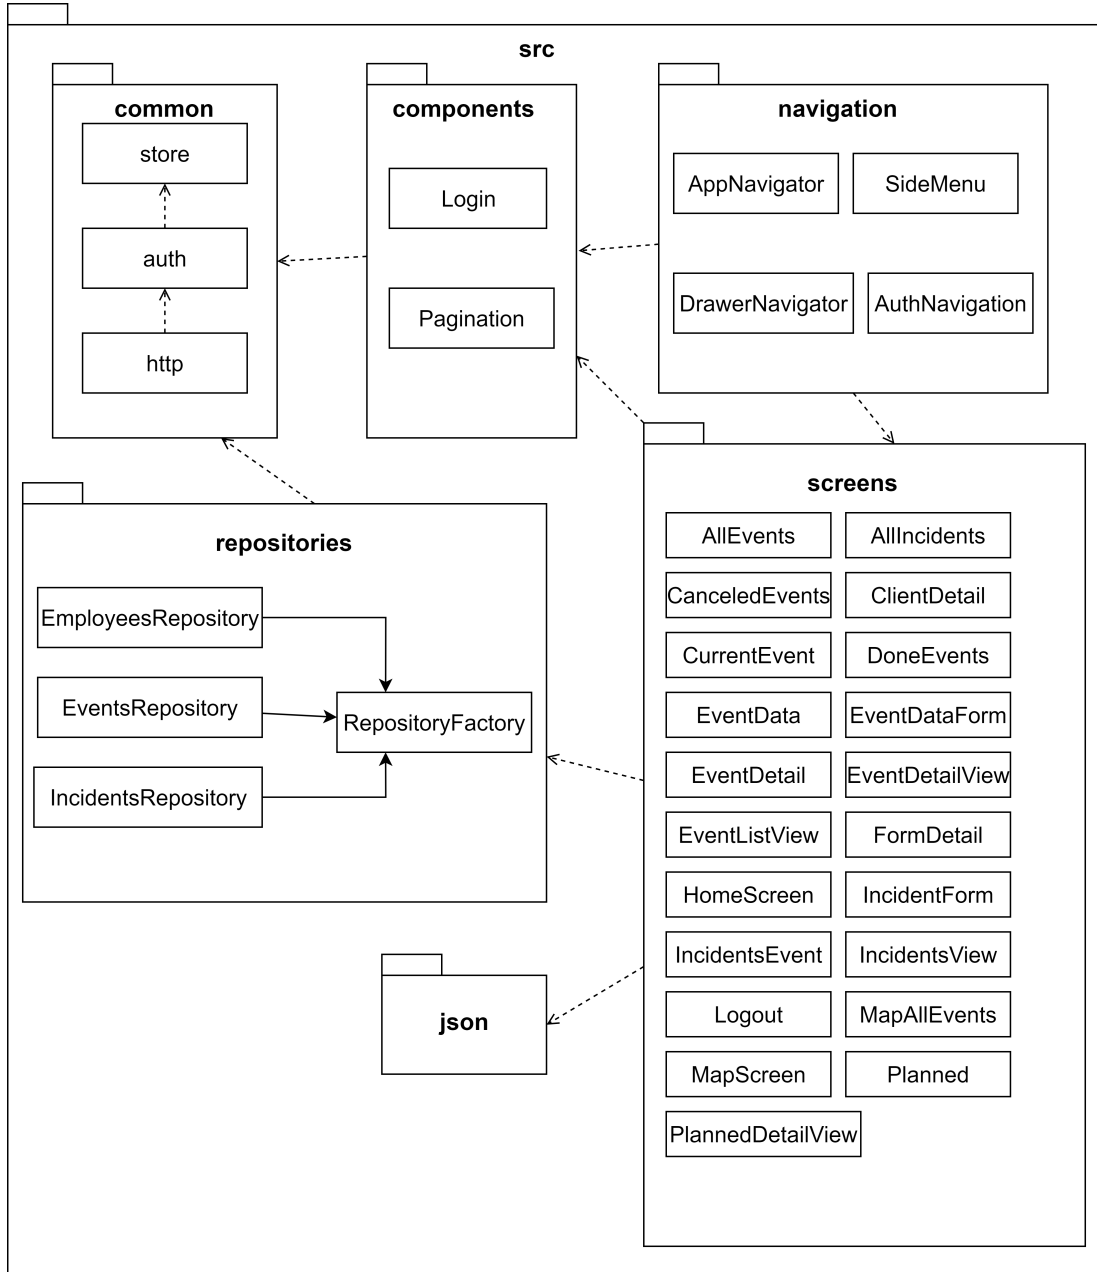 src
common
store
auth
http
components
Login
Pagination
navigation
AppNavigator
SideMenu
DrawerNavigator
AuthNavigation
repositories
EmployeesRepository
EventsRepository
IncidentsRepository
RepositoryFactory
json
screens
AllEvents
AllIncidents
CanceledEvents
ClientDetail
CurrentEvent
DoneEvents
EventData
EventDataForm
EventDetail
EventDetailView
EventListView
FormDetail
HomeScreen
IncidentForm
IncidentsEvent
IncidentsView
Logout
MapAllEvents
MapScreen
Planned
PlannedDetailView